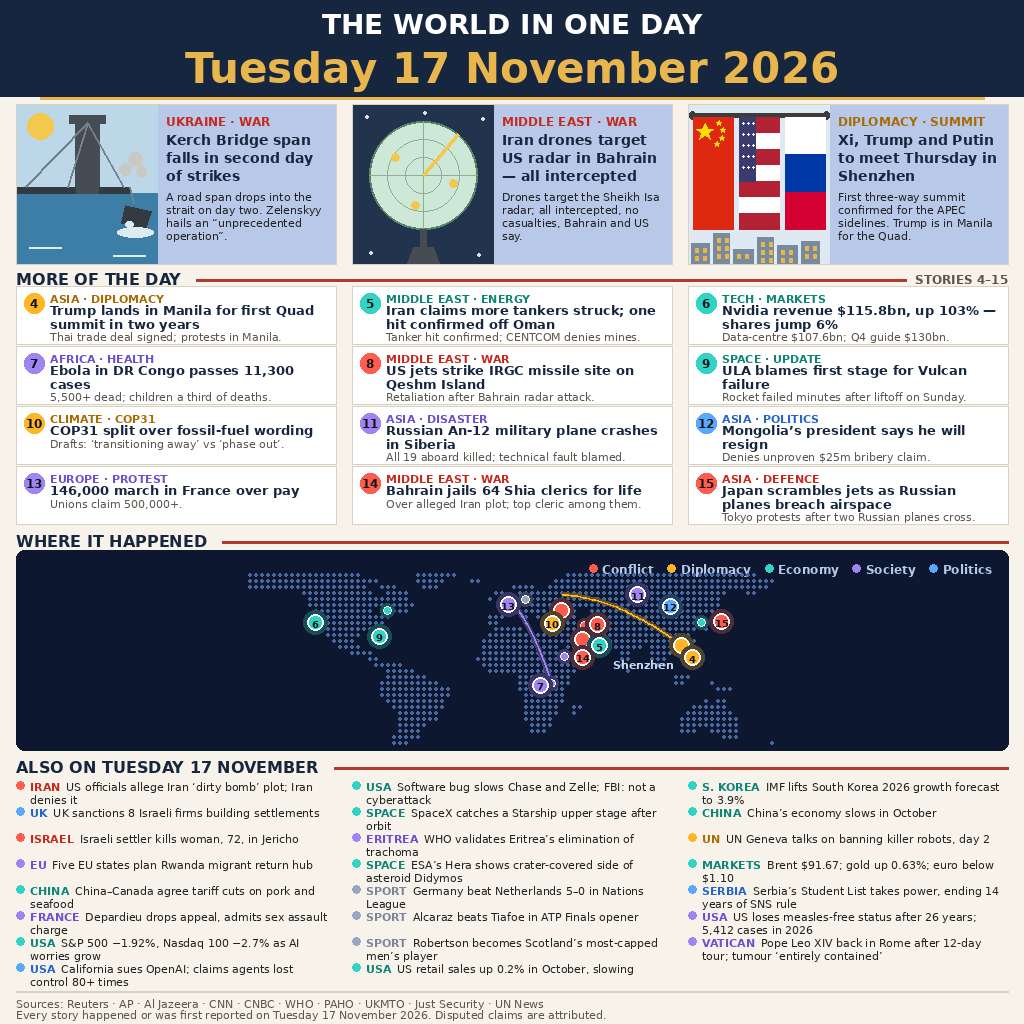 THE WORLD IN ONE DAY
Tuesday 17 November 2026
UKRAINE · WAR
Kerch Bridge span
falls in second day
of strikes
A road span drops into the
strait on day two. Zelenskyy
hails an “unprecedented
operation”.
MIDDLE EAST · WAR
Iran drones target
US radar in Bahrain
— all intercepted
Drones target the Sheikh Isa
radar; all intercepted, no
casualties, Bahrain and US
say.
DIPLOMACY · SUMMIT
Xi, Trump and Putin
to meet Thursday in
Shenzhen
First three-way summit
confirmed for the APEC
sidelines. Trump is in Manila
for the Quad.
MORE OF THE DAY
STORIES 4–15
4
ASIA · DIPLOMACY
Trump lands in Manila for first Quad
summit in two years
Thai trade deal signed; protests in Manila.
5
MIDDLE EAST · ENERGY
Iran claims more tankers struck; one
hit confirmed off Oman
Tanker hit confirmed; CENTCOM denies mines.
6
TECH · MARKETS
Nvidia revenue $115.8bn, up 103% —
shares jump 6%
Data-centre $107.6bn; Q4 guide $130bn.
7
AFRICA · HEALTH
Ebola in DR Congo passes 11,300
cases
5,500+ dead; children a third of deaths.
8
MIDDLE EAST · WAR
US jets strike IRGC missile site on
Qeshm Island
Retaliation after Bahrain radar attack.
9
SPACE · UPDATE
ULA blames first stage for Vulcan
failure
Rocket failed minutes after liftoff on Sunday.
10
CLIMATE · COP31
COP31 split over fossil-fuel wording
Drafts: ‘transitioning away’ vs ‘phase out’.
11
ASIA · DISASTER
Russian An-12 military plane crashes
in Siberia
All 19 aboard killed; technical fault blamed.
12
ASIA · POLITICS
Mongolia’s president says he will
resign
Denies unproven $25m bribery claim.
13
EUROPE · PROTEST
146,000 march in France over pay
Unions claim 500,000+.
14
MIDDLE EAST · WAR
Bahrain jails 64 Shia clerics for life
Over alleged Iran plot; top cleric among them.
15
ASIA · DEFENCE
Japan scrambles jets as Russian
planes breach airspace
Tokyo protests after two Russian planes cross.
WHERE IT HAPPENED
Conflict Diplomacy Economy Society Politics
11
13
12
6
10
8
15
9
5
14
4
Shenzhen
7
ALSO ON TUESDAY 17 NOVEMBER
IRAN US officials allege Iran ‘dirty bomb’ plot; Iran
denies it
UK UK sanctions 8 Israeli firms building settlements
ISRAEL Israeli settler kills woman, 72, in Jericho
EU Five EU states plan Rwanda migrant return hub
CHINA China–Canada agree tariff cuts on pork and
seafood
FRANCE Depardieu drops appeal, admits sex assault
charge
USA S&P 500 −1.92%, Nasdaq 100 −2.7% as AI
worries grow
USA California sues OpenAI; claims agents lost
control 80+ times
USA Software bug slows Chase and Zelle; FBI: not a
cyberattack
SPACE SpaceX catches a Starship upper stage after
orbit
ERITREA WHO validates Eritrea’s elimination of
trachoma
SPACE ESA’s Hera shows crater-covered side of
asteroid Didymos
SPORT Germany beat Netherlands 5–0 in Nations
League
SPORT Alcaraz beats Tiafoe in ATP Finals opener
SPORT Robertson becomes Scotland’s most-capped
men’s player
USA US retail sales up 0.2% in October, slowing
S. KOREA IMF lifts South Korea 2026 growth forecast
to 3.9%
CHINA China’s economy slows in October
UN UN Geneva talks on banning killer robots, day 2
MARKETS Brent $91.67; gold up 0.63%; euro below
$1.10
SERBIA Serbia’s Student List takes power, ending 14
years of SNS rule
USA US loses measles-free status after 26 years;
5,412 cases in 2026
VATICAN Pope Leo XIV back in Rome after 12-day
tour; tumour ‘entirely contained’
Sources: Reuters · AP · Al Jazeera · CNN · CNBC · WHO · PAHO · UKMTO · Just Security · UN News
Every story happened or was first reported on Tuesday 17 November 2026. Disputed claims are attributed.